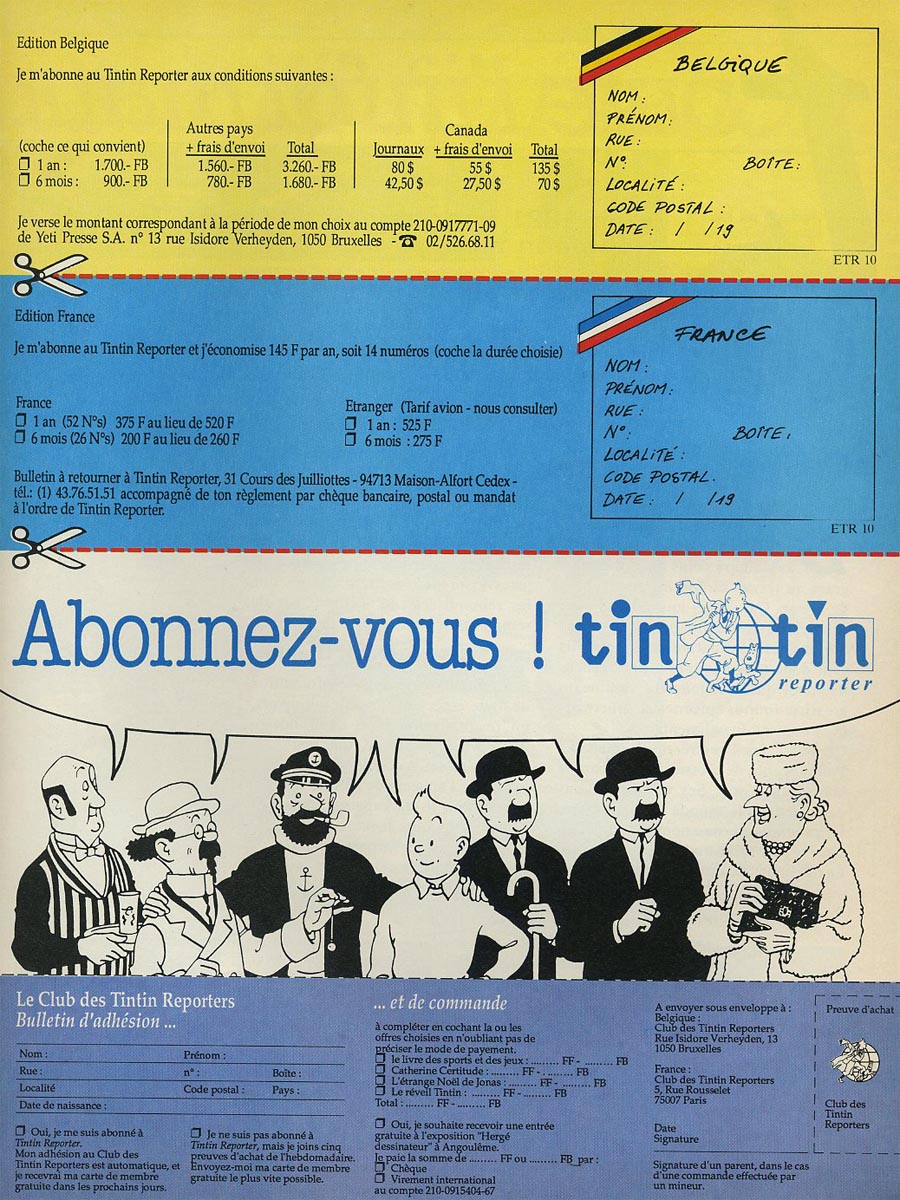 Edition Belgique
Je m'abonne au Tintin Reporter aux conditions suivantes :
Autres pays
Canada
(coche ce qui convient)
+ frais d'envoi Total
Journaux + frais d'envoi Total
1 an : 1.700.- FB
1.560.- FB 3.260.- FB
80 $ 55 $ 135 $
6 mois : 900.- FB
780.- FB 1.680.- FB
42,50 $ 27,50 $ 70 $
Je verse le montant correspondant à la période de mon choix au compte 210-0917771-09
de Yeti Presse S.A. n° 13 rue Isidore Verheyden, 1050 Bruxelles - ☎ 02/526.68.11
BELGIQUE
NOM :
PRÉNOM :
RUE :
N°. BOÎTE :
LOCALITÉ :
CODE POSTAL :
DATE : / /19
ETR 10
Edition France
Je m'abonne au Tintin Reporter et j'économise 145 F par an, soit 14 numéros (coche la durée choisie)
France
1 an (52 N°s) 375 F au lieu de 520 F
6 mois (26 N°s) 200 F au lieu de 260 F
Etranger (Tarif avion - nous consulter)
1 an : 525 F
6 mois : 275 F
Bulletin à retourner à Tintin Reporter, 31 Cours des Juilliottes - 94713 Maison-Alfort Cedex -
tél.: (1) 43.76.51.51 accompagné de ton règlement par chèque bancaire, postal ou mandat
à l'ordre de Tintin Reporter.
FRANCE
NOM :
PRÉNOM :
RUE :
N° : BOÎTE.
LOCALITÉ :
CODE POSTAL.
DATE : / /19
ETR 10
Abonnez-vous !
tintin
reporter
Le Club des Tintin Reporters
Bulletin d'adhésion ...
Nom : Prénom :
Rue : n° : Boîte :
Localité Code postal : Pays :
Date de naissance :
Oui, je me suis abonné à
Tintin Reporter.
Mon adhésion au Club des
Tintin Reporters est automatique, et
je recevrai ma carte de membre
gratuite dans les prochains jours.
Je ne suis pas abonné à
Tintin Reporter, mais je joins cinq
preuves d'achat de l'hebdomadaire.
Envoyez-moi ma carte de membre
gratuite le plus vite possible.
... et de commande
à compléter en cochant la ou les
offres choisies en n'oubliant pas de
préciser le mode de payement.
le livre des sports et des jeux : ......... FF - ......... FB
Catherine Certitude : ......... FF - ......... FB
L'étrange Noël de Jonas : ......... FF - ......... FB
Le réveil Tintin : ......... FF - ......... FB
Total : ......... FF - ......... FB
Oui, je souhaite recevoir une entrée
gratuite à l'exposition "Hergé
dessinateur" à Angoulême.
Je paie la somme de ......... FF ou ......... FB par :
Chèque
Virement international
au compte 210-0915404-67
A envoyer sous enveloppe à :
Belgique :
Club des Tintin Reporters
Rue Isidore Verheyden, 13
1050 Bruxelles
France :
Club des Tintin Reporters
5, Rue Rousselet
75007 Paris
Date
Signature
Signature d'un parent, dans le cas
d'une commande effectuée par
un mineur.
Preuve d'achat
Club des
Tintin
Reporters